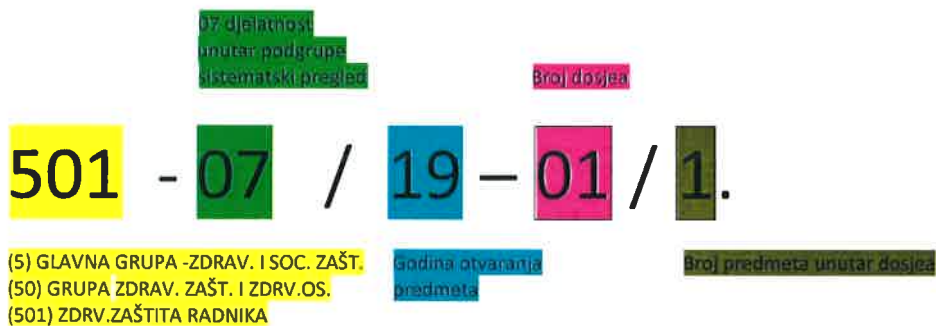 07 djelatnost
unutar podgrupe
sistematski pregled
Broj dosjea
501 - 07 / 19 – 01 / 1.
(5) GLAVNA GRUPA -ZDRAV. I SOC. ZAŠT.
(50) GRUPA ZDRAV. ZAŠT. I ZDRV.OS.
(501) ZDRV.ZAŠTITA RADNIKA
Godina otvaranja
predmeta
Broj predmeta unutar dosjea